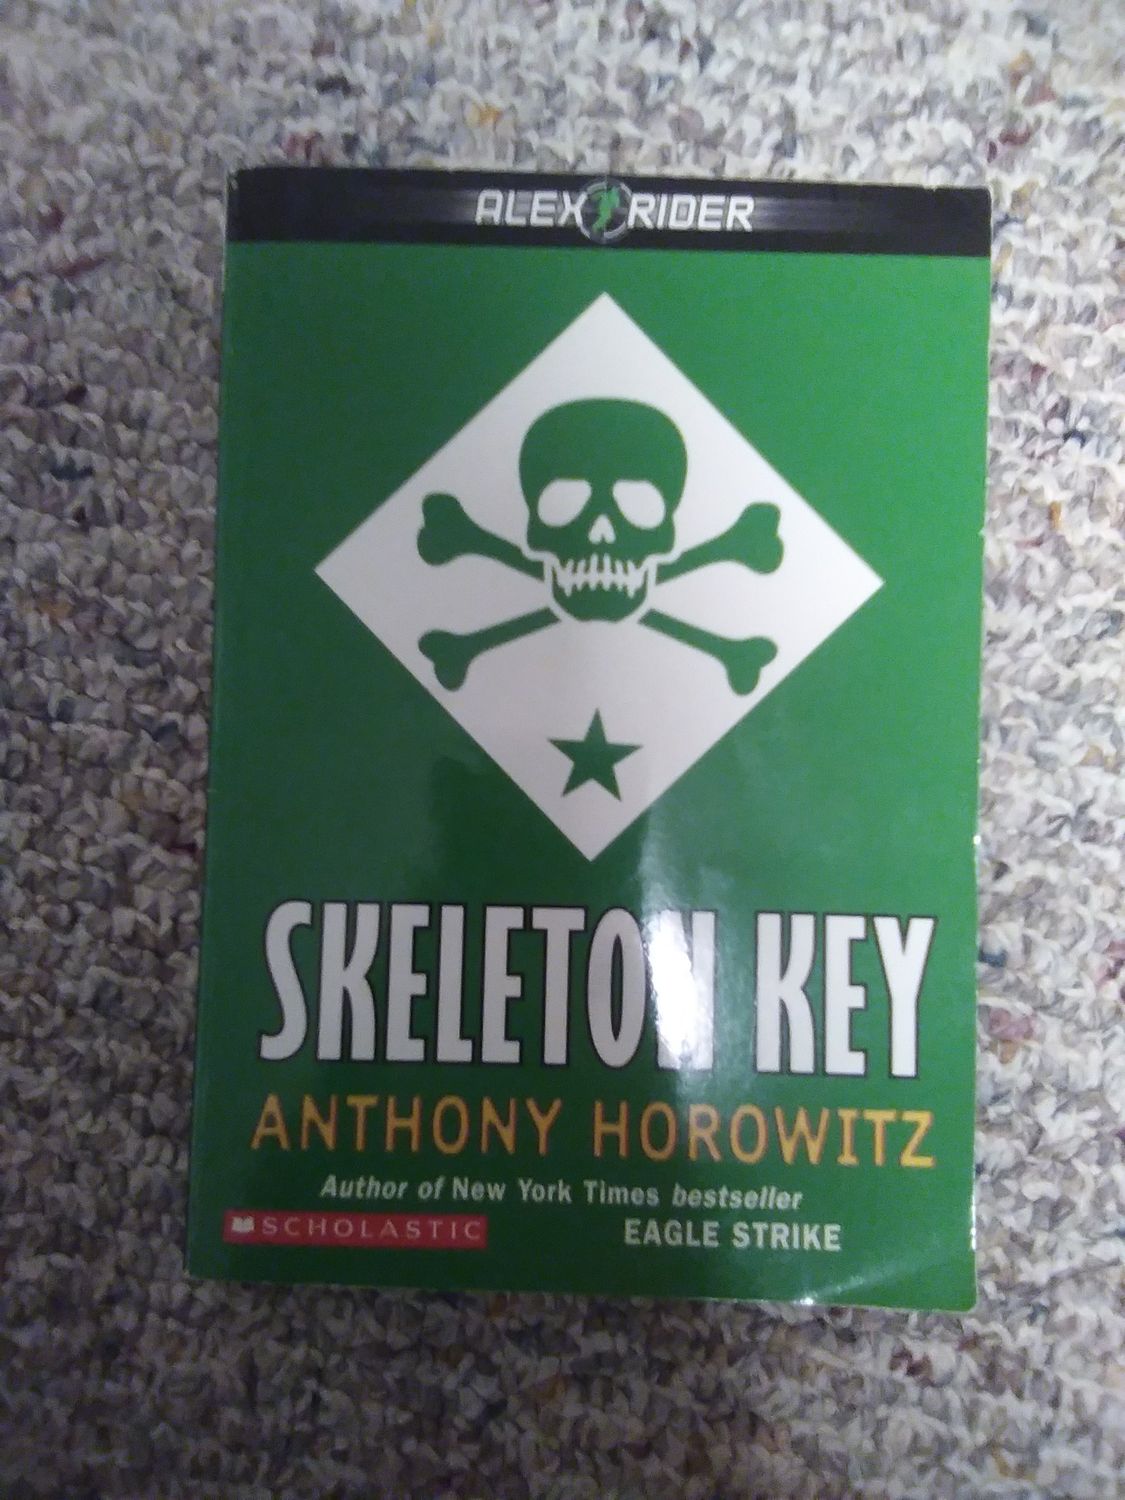 ALEX RIDER
SKELETON KEY
ANTHONY HOROWITZ
Author of New York Times bestseller
EAGLE STRIKE
SCHOLASTIC